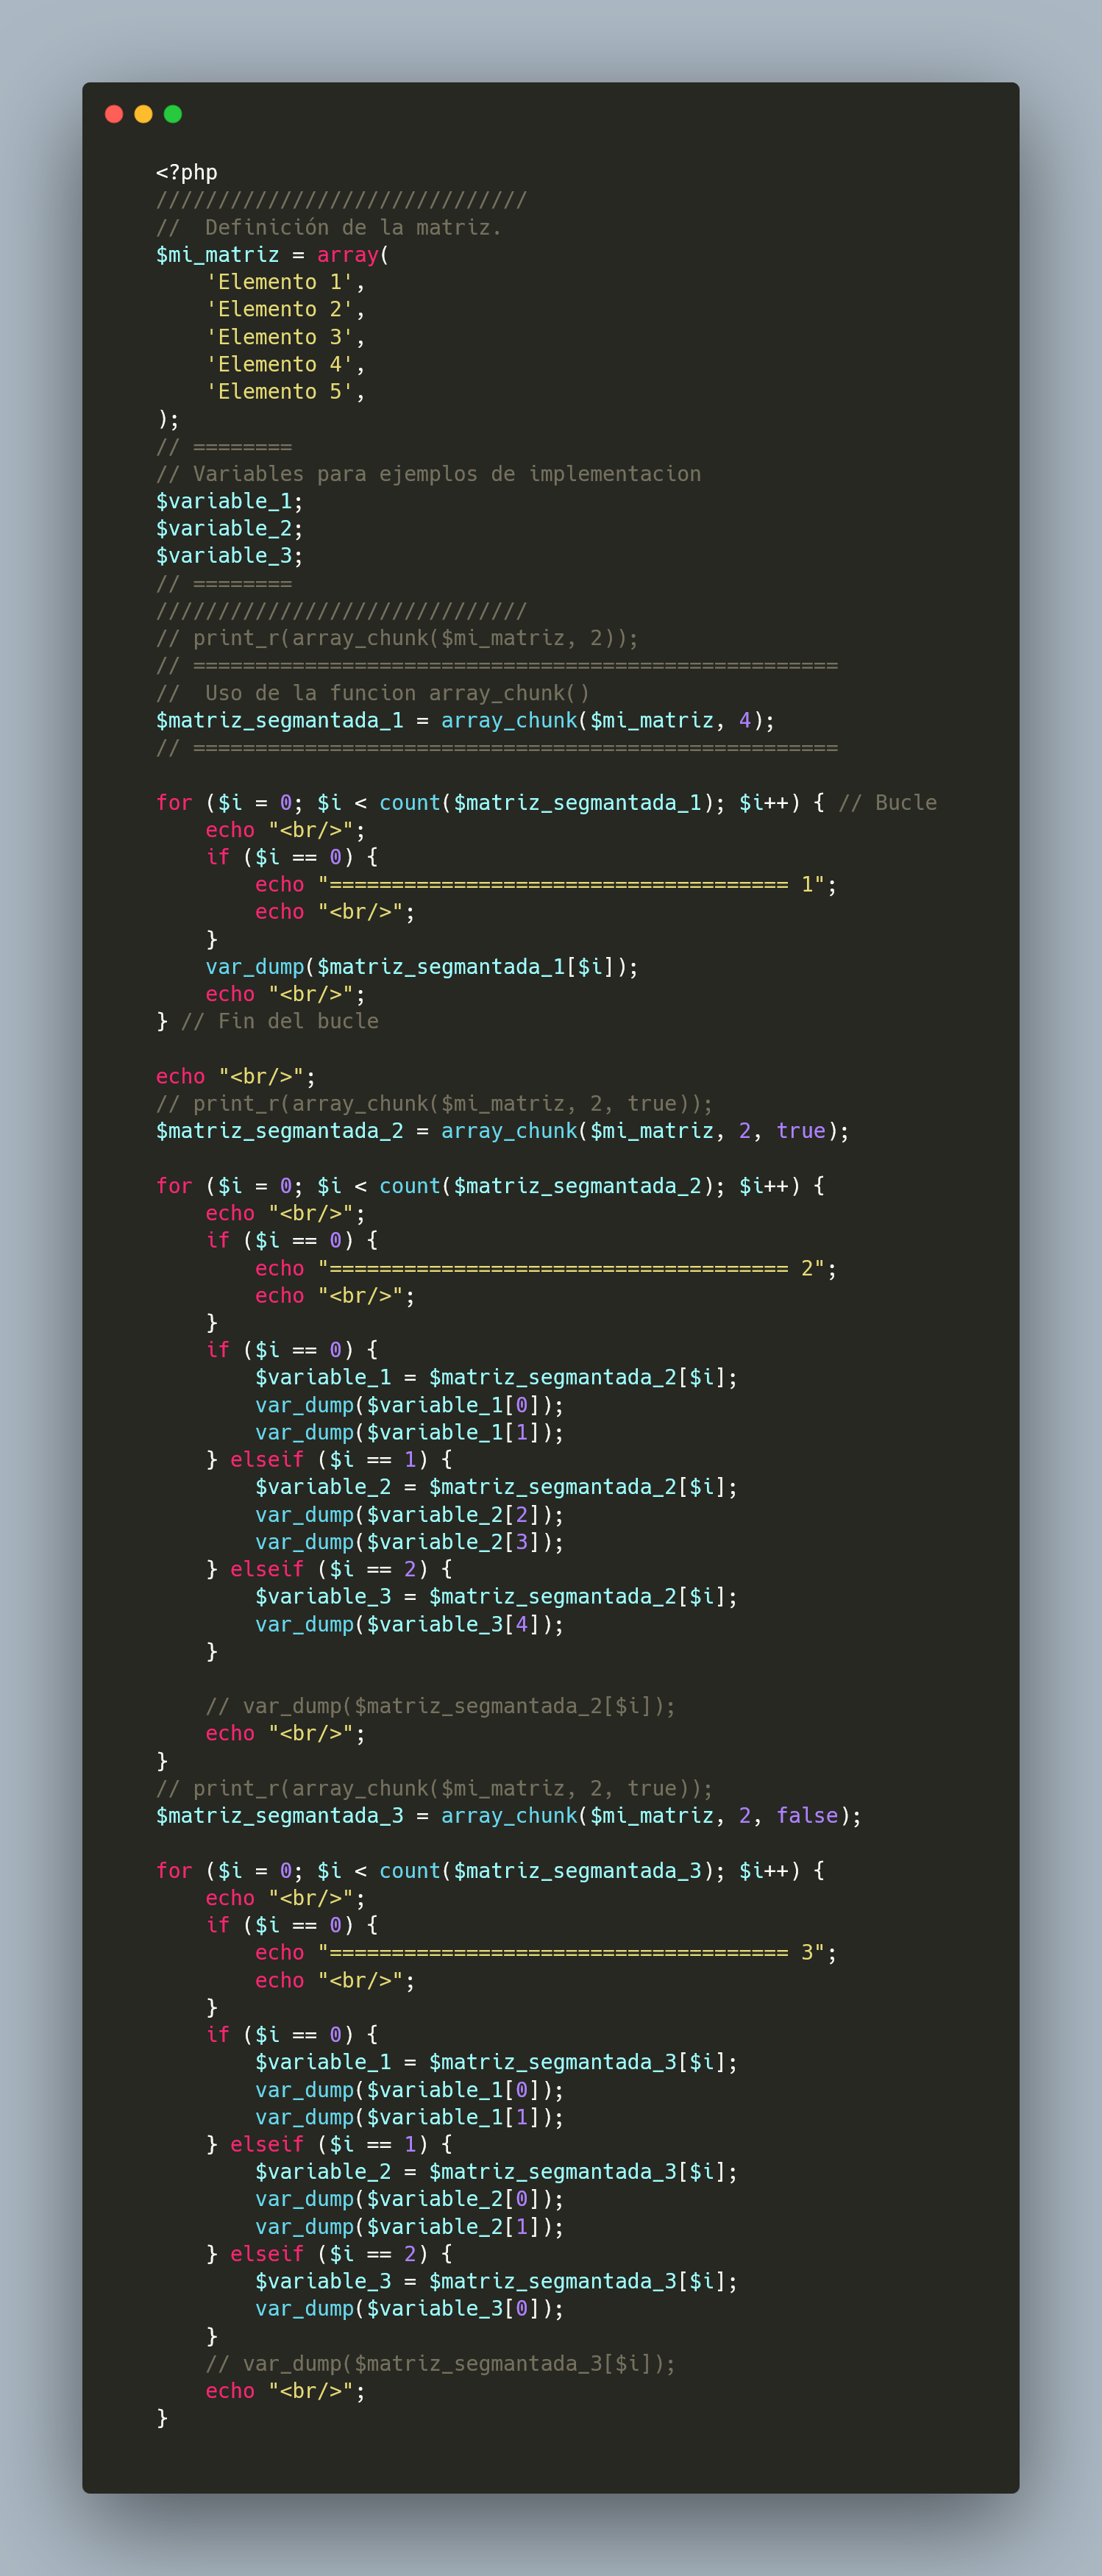 <?php
//////////////////////////////
//  Definición de la matriz.
$mi_matriz = array(
    'Elemento 1',
    'Elemento 2',
    'Elemento 3',
    'Elemento 4',
    'Elemento 5',
);
// ========
// Variables para ejemplos de implementacion
$variable_1;
$variable_2;
$variable_3;
// ========
//////////////////////////////
// print_r(array_chunk($mi_matriz, 2));
// ====================================================
//  Uso de la funcion array_chunk()
$matriz_segmantada_1 = array_chunk($mi_matriz, 4);
// ====================================================

for ($i = 0; $i < count($matriz_segmantada_1); $i++) { // Bucle
    echo "<br/>";
    if ($i == 0) {
        echo "===================================== 1";
        echo "<br/>";
    }
    var_dump($matriz_segmantada_1[$i]);
    echo "<br/>";
} // Fin del bucle

echo "<br/>";
// print_r(array_chunk($mi_matriz, 2, true));
$matriz_segmantada_2 = array_chunk($mi_matriz, 2, true);

for ($i = 0; $i < count($matriz_segmantada_2); $i++) {
    echo "<br/>";
    if ($i == 0) {
        echo "===================================== 2";
        echo "<br/>";
    }
    if ($i == 0) {
        $variable_1 = $matriz_segmantada_2[$i];
        var_dump($variable_1[0]);
        var_dump($variable_1[1]);
    } elseif ($i == 1) {
        $variable_2 = $matriz_segmantada_2[$i];
        var_dump($variable_2[2]);
        var_dump($variable_2[3]);
    } elseif ($i == 2) {
        $variable_3 = $matriz_segmantada_2[$i];
        var_dump($variable_3[4]);
    }

    // var_dump($matriz_segmantada_2[$i]);
    echo "<br/>";
}
// print_r(array_chunk($mi_matriz, 2, true));
$matriz_segmantada_3 = array_chunk($mi_matriz, 2, false);

for ($i = 0; $i < count($matriz_segmantada_3); $i++) {
    echo "<br/>";
    if ($i == 0) {
        echo "===================================== 3";
        echo "<br/>";
    }
    if ($i == 0) {
        $variable_1 = $matriz_segmantada_3[$i];
        var_dump($variable_1[0]);
        var_dump($variable_1[1]);
    } elseif ($i == 1) {
        $variable_2 = $matriz_segmantada_3[$i];
        var_dump($variable_2[0]);
        var_dump($variable_2[1]);
    } elseif ($i == 2) {
        $variable_3 = $matriz_segmantada_3[$i];
        var_dump($variable_3[0]);
    }
    // var_dump($matriz_segmantada_3[$i]);
    echo "<br/>";
}